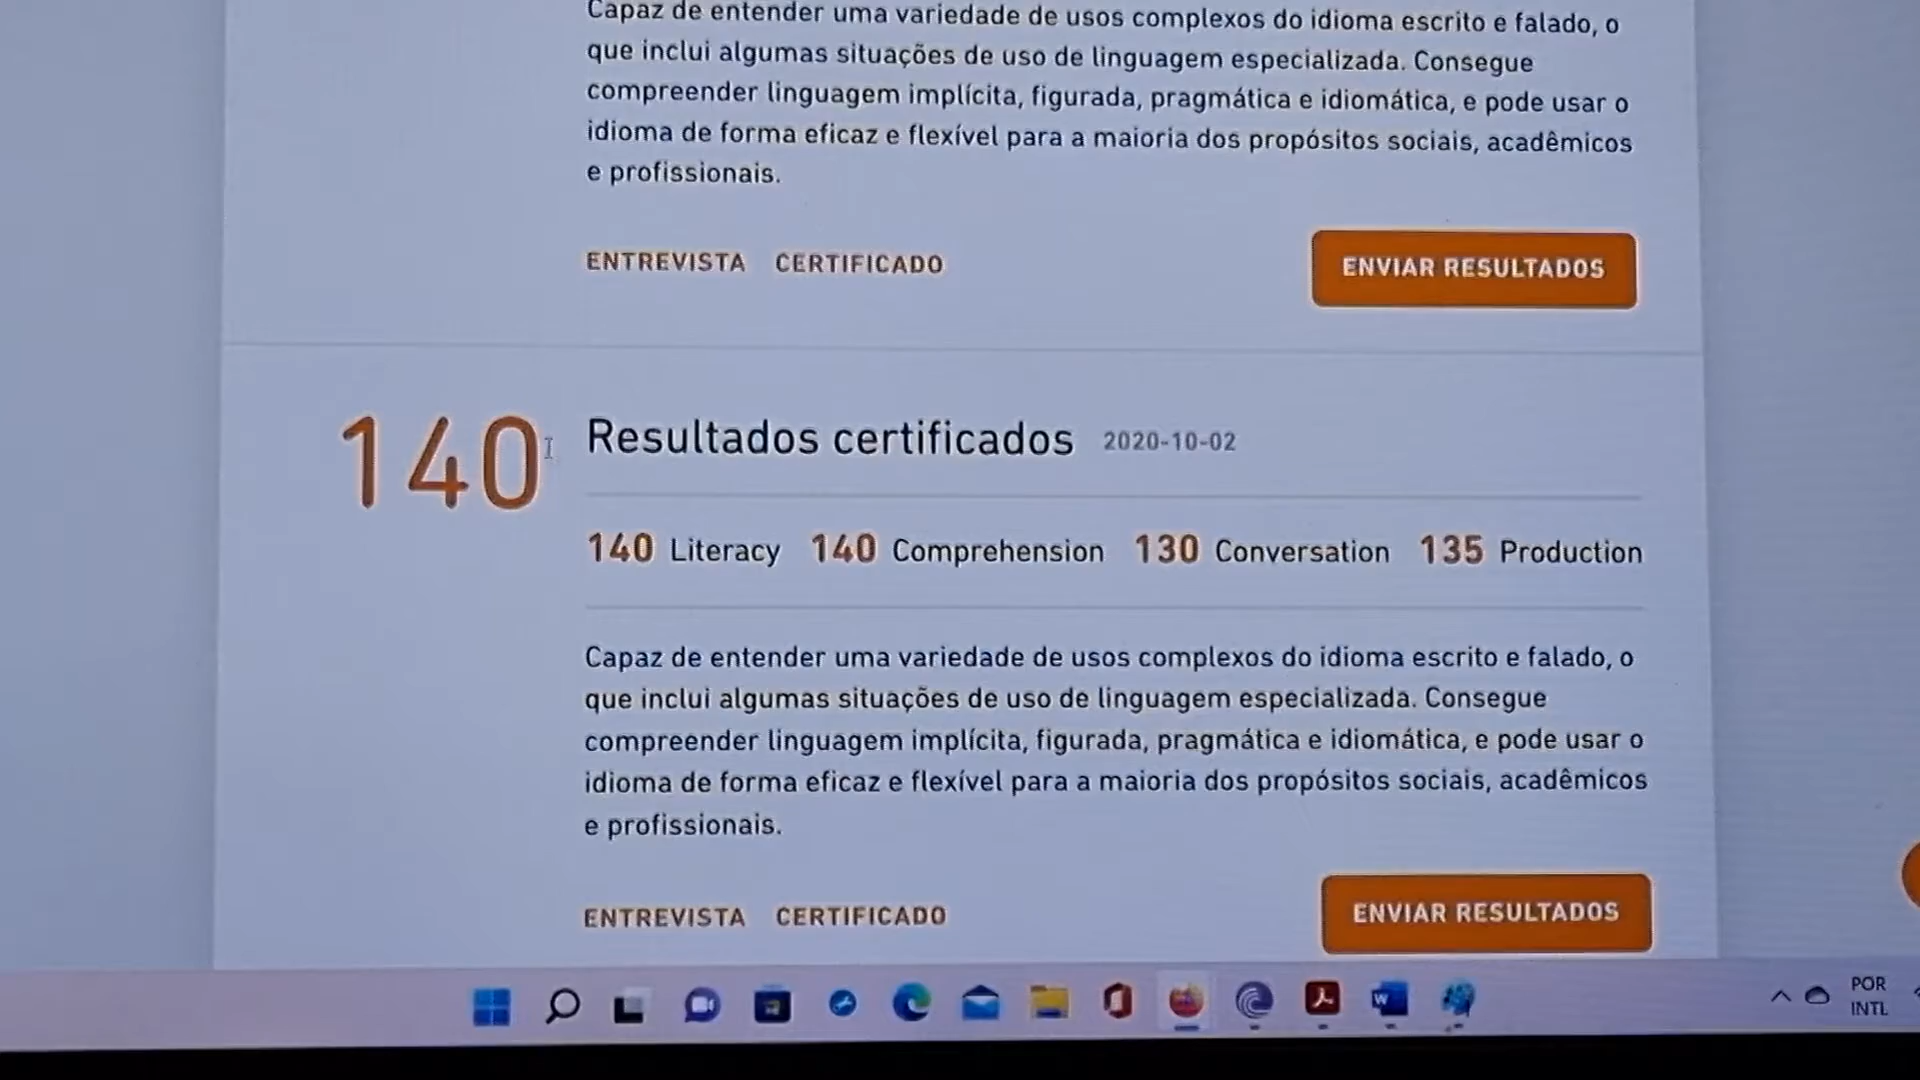 Capaz de entender uma variedade de usos complexos do idioma escrito e falado, o
que inclui algumas situações de uso de linguagem especializada. Consegue
compreender linguagem implícita, figurada, pragmática e idiomática, e pode usar o
idioma de forma eficaz e flexível para a maioria dos propósitos sociais, acadêmicos
e profissionais.
ENTREVISTA CERTIFICADO
ENVIAR RESULTADOS
140
Resultados certificados 2020-10-02
140 Literacy 140 Comprehension 130 Conversation 135 Production
Capaz de entender uma variedade de usos complexos do idioma escrito e falado, o
que inclui algumas situações de uso de linguagem especializada. Consegue
compreender linguagem implícita, figurada, pragmática e idiomática, e pode usar o
idioma de forma eficaz e flexível para a maioria dos propósitos sociais, acadêmicos
e profissionais.
ENTREVISTA CERTIFICADO
ENVIAR RESULTADOS
POR
INTL